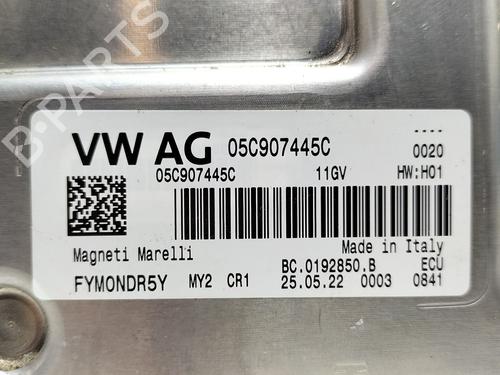 B-PARTS
VW AG 05C907445C ----
0020
05C907445C 11GV HW:H01
Magneti Marelli Made in Italy
BC.0192850.B ECU
FYMONDR5Y MY2 CR1 25.05.22 0003 0841